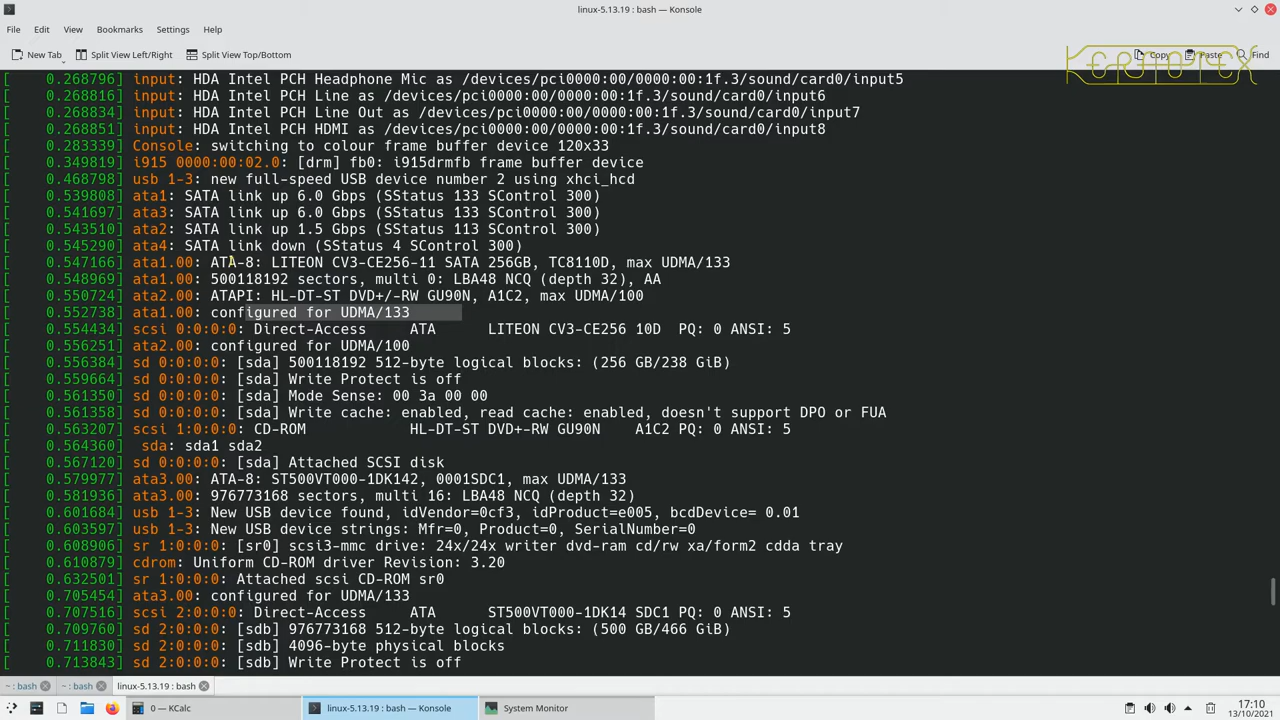 linux-5.13.19 : bash — Konsole
File Edit View Bookmarks Settings Help
New Tab Split View Left/Right Split View Top/Bottom Copy Paste Find
[ 0.268796] input: HDA Intel PCH Headphone Mic as /devices/pci0000:00/0000:00:1f.3/sound/card0/input5
[ 0.268816] input: HDA Intel PCH Line as /devices/pci0000:00/0000:00:1f.3/sound/card0/input6
[ 0.268834] input: HDA Intel PCH Line Out as /devices/pci0000:00/0000:00:1f.3/sound/card0/input7
[ 0.268851] input: HDA Intel PCH HDMI as /devices/pci0000:00/0000:00:1f.3/sound/card0/input8
[ 0.283339] Console: switching to colour frame buffer device 120x33
[ 0.349819] i915 0000:00:02.0: [drm] fb0: i915drmfb frame buffer device
[ 0.468798] usb 1-3: new full-speed USB device number 2 using xhci_hcd
[ 0.539808] ata1: SATA link up 6.0 Gbps (SStatus 133 SControl 300)
[ 0.541697] ata3: SATA link up 6.0 Gbps (SStatus 133 SControl 300)
[ 0.543510] ata2: SATA link up 1.5 Gbps (SStatus 113 SControl 300)
[ 0.545290] ata4: SATA link down (SStatus 4 SControl 300)
[ 0.547166] ata1.00: ATA-8: LITEON CV3-CE256-11 SATA 256GB, TC8110D, max UDMA/133
[ 0.548969] ata1.00: 500118192 sectors, multi 0: LBA48 NCQ (depth 32), AA
[ 0.550724] ata2.00: ATAPI: HL-DT-ST DVD+/-RW GU90N, A1C2, max UDMA/100
[ 0.552738] ata1.00: configured for UDMA/133
[ 0.554434] scsi 0:0:0:0: Direct-Access ATA LITEON CV3-CE256 10D PQ: 0 ANSI: 5
[ 0.556251] ata2.00: configured for UDMA/100
[ 0.556384] sd 0:0:0:0: [sda] 500118192 512-byte logical blocks: (256 GB/238 GiB)
[ 0.559664] sd 0:0:0:0: [sda] Write Protect is off
[ 0.561350] sd 0:0:0:0: [sda] Mode Sense: 00 3a 00 00
[ 0.561358] sd 0:0:0:0: [sda] Write cache: enabled, read cache: enabled, doesn't support DPO or FUA
[ 0.563207] scsi 1:0:0:0: CD-ROM HL-DT-ST DVD+-RW GU90N A1C2 PQ: 0 ANSI: 5
[ 0.564360] sda: sda1 sda2
[ 0.567120] sd 0:0:0:0: [sda] Attached SCSI disk
[ 0.579977] ata3.00: ATA-8: ST500VT000-1DK142, 0001SDC1, max UDMA/133
[ 0.581936] ata3.00: 976773168 sectors, multi 16: LBA48 NCQ (depth 32)
[ 0.601684] usb 1-3: New USB device found, idVendor=0cf3, idProduct=e005, bcdDevice= 0.01
[ 0.603597] usb 1-3: New USB device strings: Mfr=0, Product=0, SerialNumber=0
[ 0.608906] sr 1:0:0:0: [sr0] scsi3-mmc drive: 24x/24x writer dvd-ram cd/rw xa/form2 cdda tray
[ 0.610879] cdrom: Uniform CD-ROM driver Revision: 3.20
[ 0.632501] sr 1:0:0:0: Attached scsi CD-ROM sr0
[ 0.705454] ata3.00: configured for UDMA/133
[ 0.707516] scsi 2:0:0:0: Direct-Access ATA ST500VT000-1DK14 SDC1 PQ: 0 ANSI: 5
[ 0.709760] sd 2:0:0:0: [sdb] 976773168 512-byte logical blocks: (500 GB/466 GiB)
[ 0.711830] sd 2:0:0:0: [sdb] 4096-byte physical blocks
[ 0.713843] sd 2:0:0:0: [sdb] Write Protect is off
~ : bash ~ : bash linux-5.13.19 : bash
0 — KCalc linux-5.13.19 : bash — Konsole System Monitor 17:10
13/10/2021